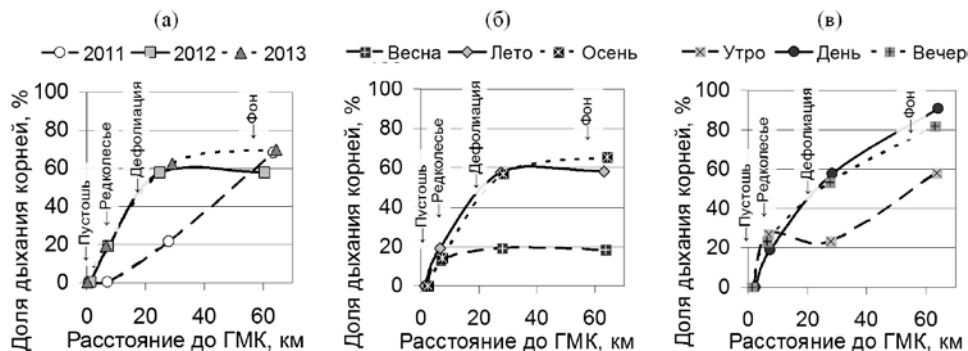 (а)
2011 2012 2013
Доля дыхания корней, %
100
80
60
40
20
0
Пустошь
Редколесье
Дефолиация
Фон
0 20 40 60 80
Расстояние до ГМК, км
(б)
Весна Лето Осень
Доля дыхания корней, %
100
80
60
40
20
0
Пустошь
Редколесье
Дефолиация
Фон
0 20 40 60 80
Расстояние до ГМК, км
(в)
Утро День Вечер
Доля дыхания корней, %
100
80
60
40
20
0
Пустошь
Редколесье
Дефолиация
Фон
0 20 40 60
Расстояние до ГМК, км